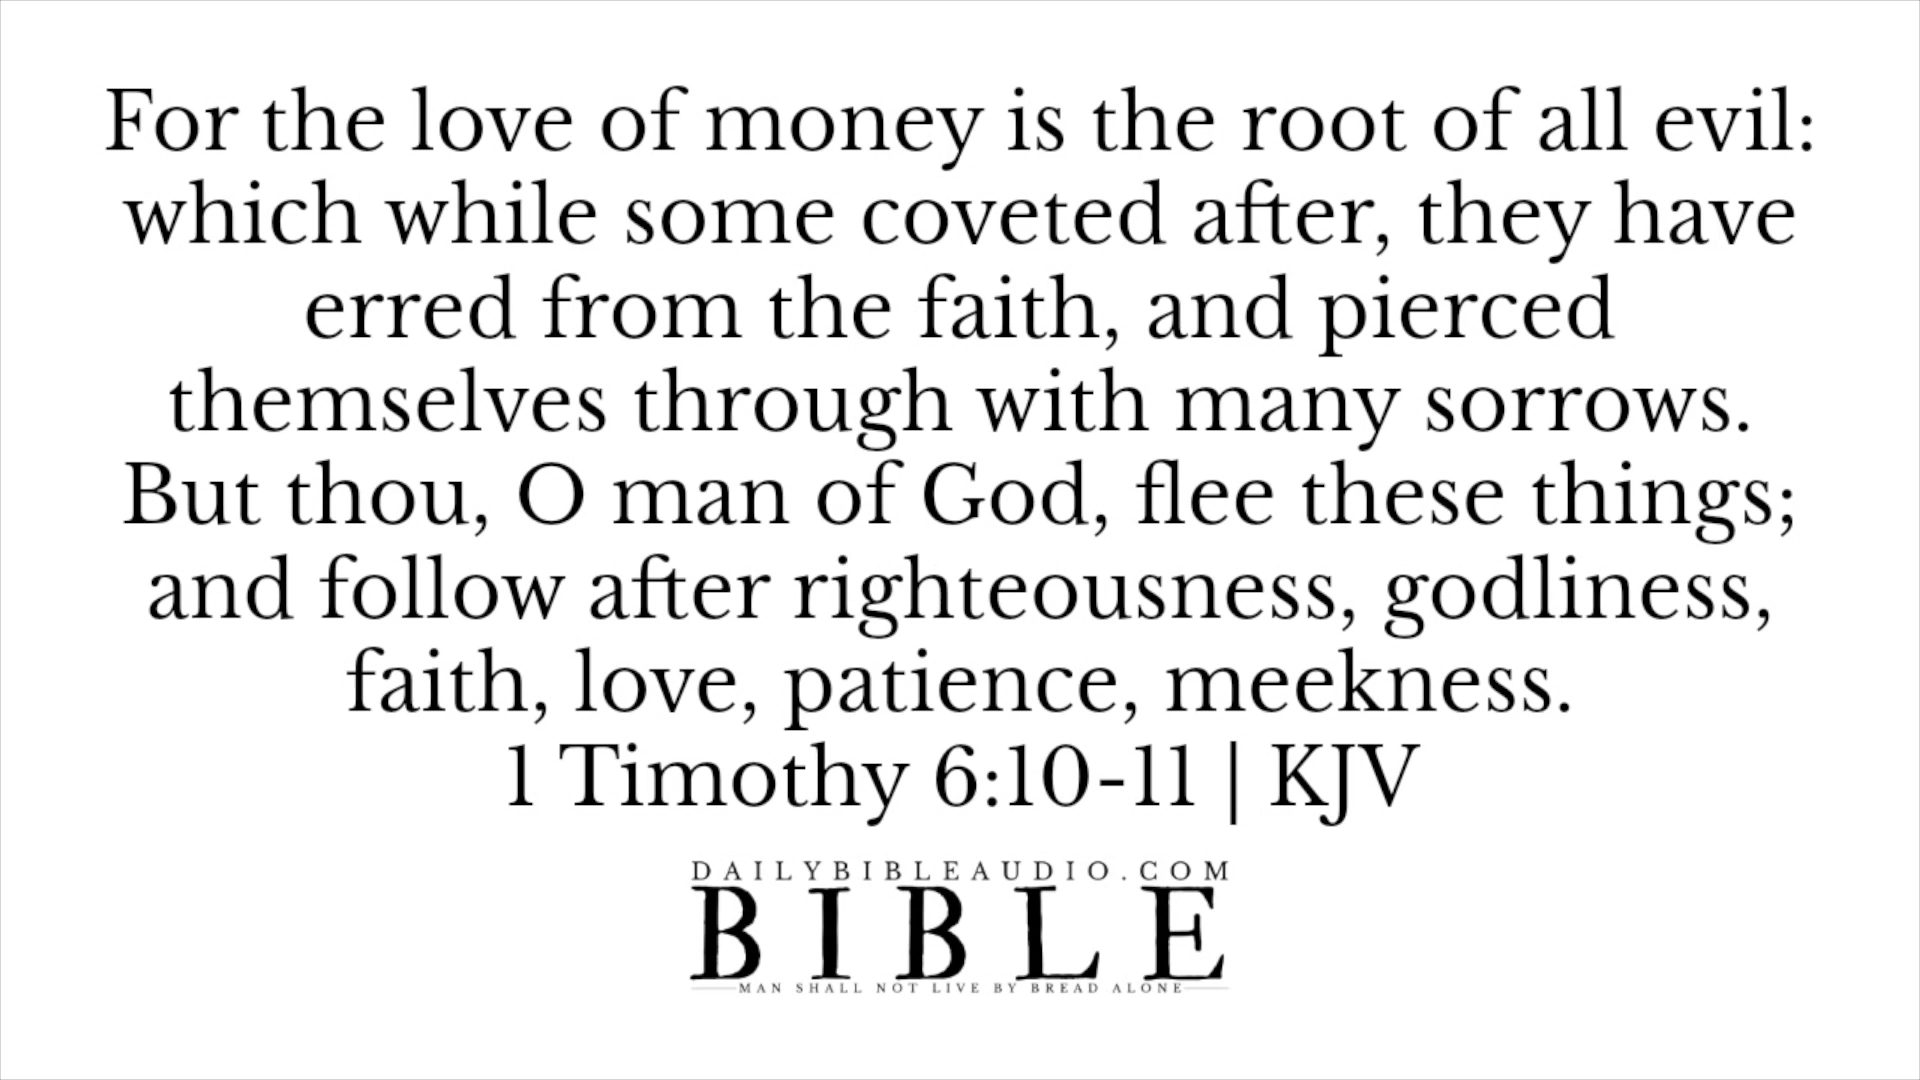 For the love of money is the root of all evil:
which while some coveted after, they have
erred from the faith, and pierced
themselves through with many sorrows.
But thou, O man of God, flee these things;
and follow after righteousness, godliness,
faith, love, patience, meekness.
1 Timothy 6:10-11 | KJV
DAILYBIBLEAUDIO.COM
BIBLE
MAN SHALL NOT LIVE BY BREAD ALONE